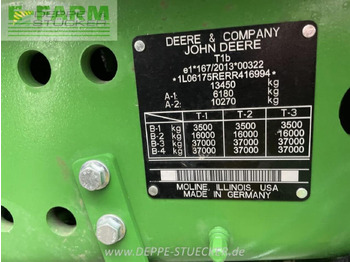 E-FARM
STUCKER
DEERE & COMPANY
JOHN DEERE
T1b
e1*167/2013*00322
*1L06175RERR416994*
kg 13450
A-1: kg 6180
A-2: kg 10270
T-1 T-2 T-3
B-1 kg 3500 3500 3500
B-2 kg 16000 16000 16000
B-3 kg 37000 37000 37000
B-4 kg 37000 37000 37000
MOLINE, ILLINOIS, USA
MADE IN GERMANY
www.DEPPE-STUECKER.de